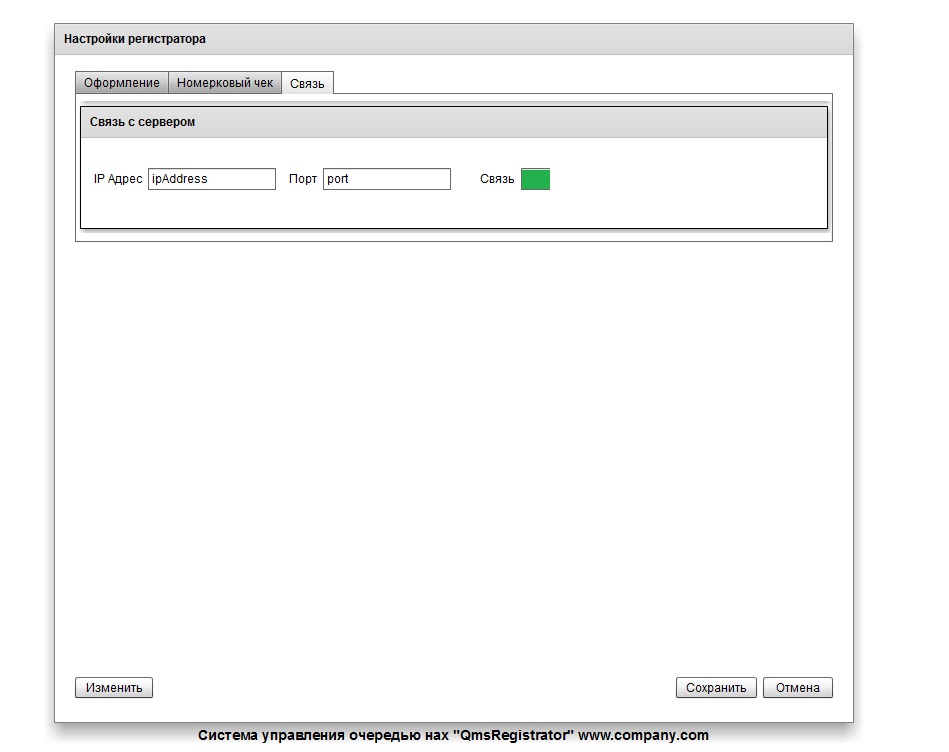 Настройки регистратора
Оформление Номерковый чек Связь
Связь с сервером
IP Адрес ipAddress Порт port Связь
Изменить Сохранить Отмена
Система управления очередью нах "QmsRegistrator" www.company.com